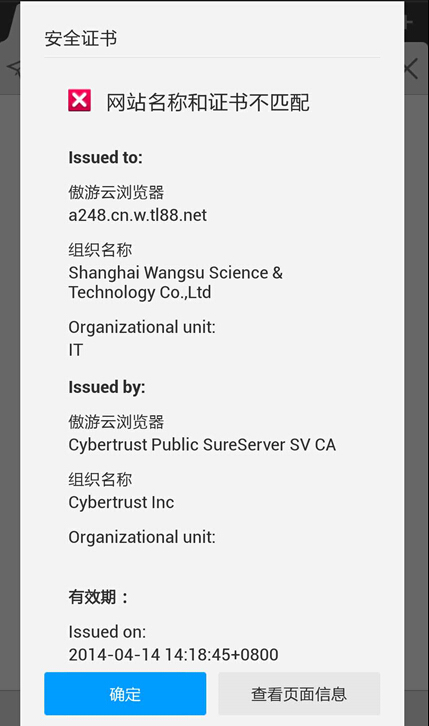 安全证书
网站名称和证书不匹配
Issued to:
傲游云浏览器
a248.cn.w.tl88.net
组织名称
Shanghai Wangsu Science &
Technology Co.,Ltd
Organizational unit:
IT
Issued by:
傲游云浏览器
Cybertrust Public SureServer SV CA
组织名称
Cybertrust Inc
Organizational unit:
有效期：
Issued on:
2014-04-14 14:18:45+0800
确定
查看页面信息